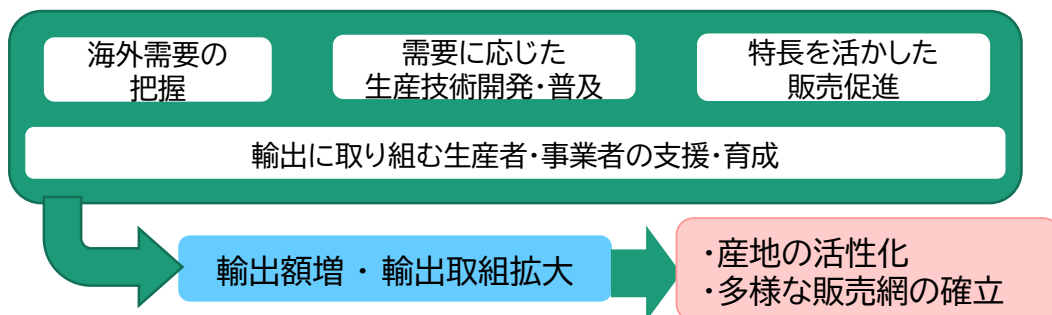 海外需要の
把握
需要に応じた
生産技術開発・普及
特長を活かした
販売促進
輸出に取り組む生産者・事業者の支援・育成
輸出額増 ・ 輸出取組拡大
・産地の活性化
・多様な販売網の確立